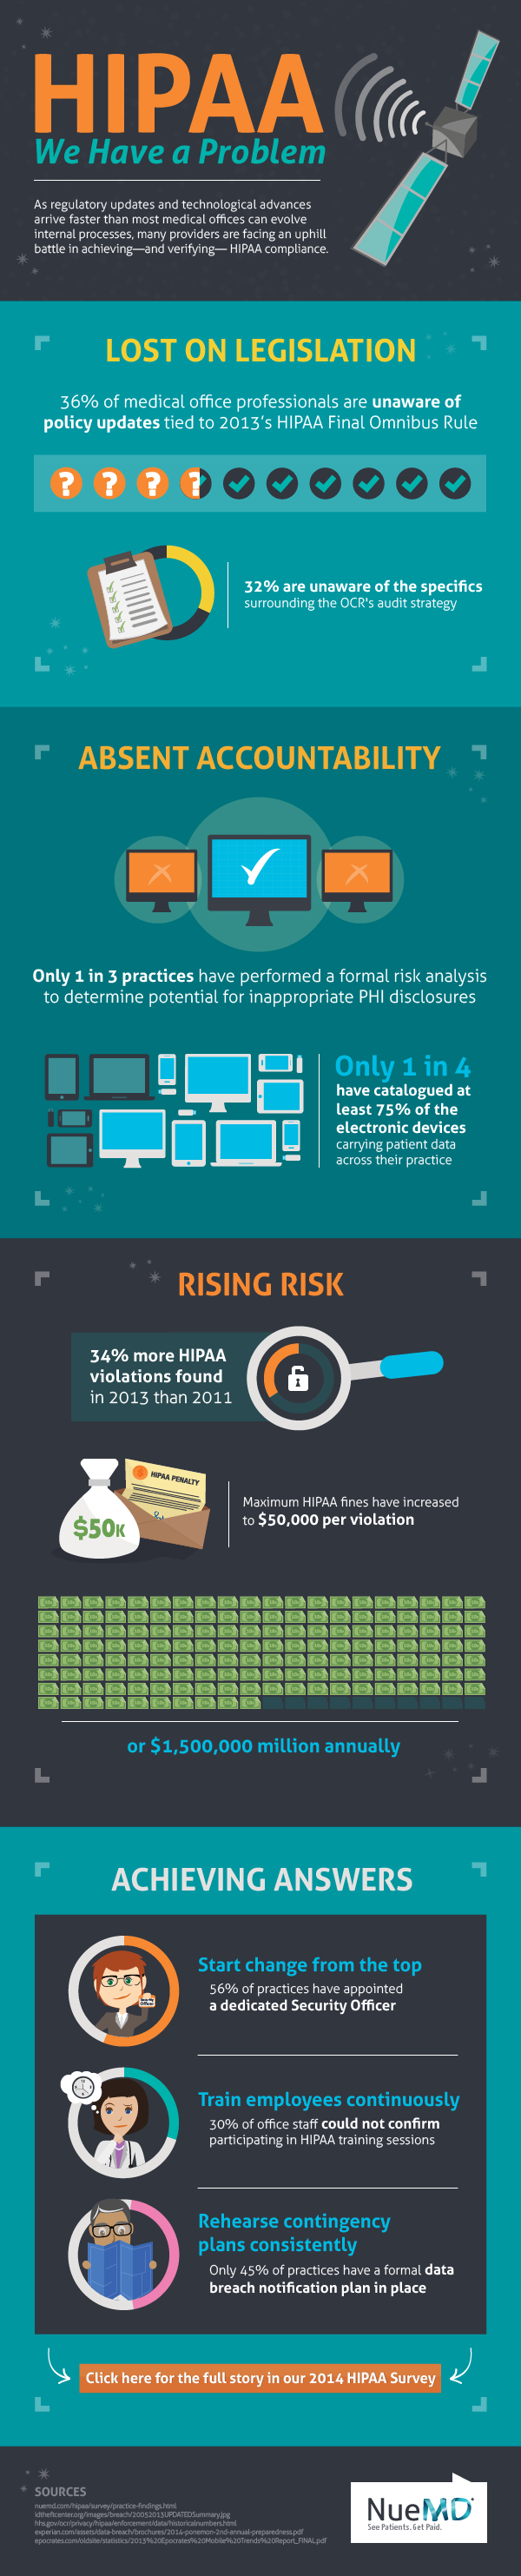 HIPAA
We Have a Problem
As regulatory updates and technological advances
arrive faster than most medical offices can evolve
internal processes, many providers are facing an uphill
battle in achieving—and verifying— HIPAA compliance.
LOST ON LEGISLATION
36% of medical office professionals are unaware of
policy updates tied to 2013's HIPAA Final Omnibus Rule
? ? ? ?
32% are unaware of the specifics
surrounding the OCR's audit strategy
ABSENT ACCOUNTABILITY
Only 1 in 3 practices have performed a formal risk analysis
to determine potential for inappropriate PHI disclosures
Only 1 in 4
have catalogued at
least 75% of the
electronic devices
carrying patient data
across their practice
RISING RISK
34% more HIPAA
violations found
in 2013 than 2011
HIPAA PENALTY
$50K
Maximum HIPAA fines have increased
to $50,000 per violation
or $1,500,000 million annually
ACHIEVING ANSWERS
Start change from the top
56% of practices have appointed
a dedicated Security Officer
Train employees continuously
30% of office staff could not confirm
participating in HIPAA training sessions
Rehearse contingency
plans consistently
Only 45% of practices have a formal data
breach notification plan in place
Click here for the full story in our 2014 HIPAA Survey
SOURCES
nuemd.com/hipaa/survey/practice-findings.html
idtheftcenter.org/images/breach/20052013UPDATEDSummary.jpg
hhs.gov/ocr/privacy/hipaa/enforcement/data/historicalnumbers.html
experian.com/assets/data-breach/brochures/2014-ponemon-2nd-annual-preparedness.pdf
epocrates.com/oldsite/statistics/2013%20Epocrates%20Mobile%20Trends%20Report_FINAL.pdf
NueMD
See Patients. Get Paid.